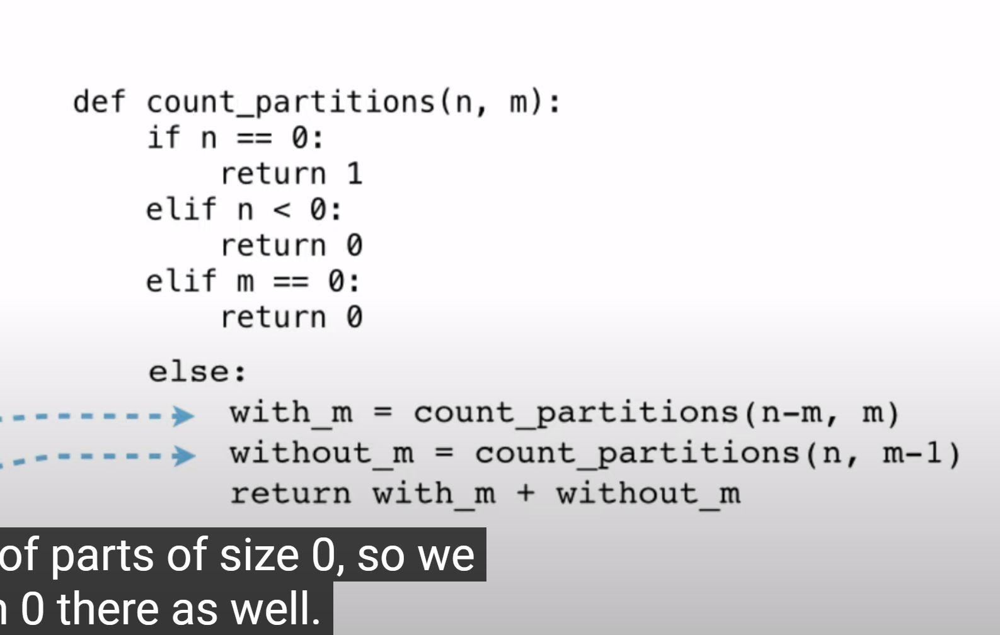 def count_partitions(n, m):
    if n == 0:
        return 1
    elif n < 0:
        return 0
    elif m == 0:
        return 0
    else:
        with_m = count_partitions(n-m, m)
        without_m = count_partitions(n, m-1)
        return with_m + without_m
of parts of size 0, so we
0 there as well.